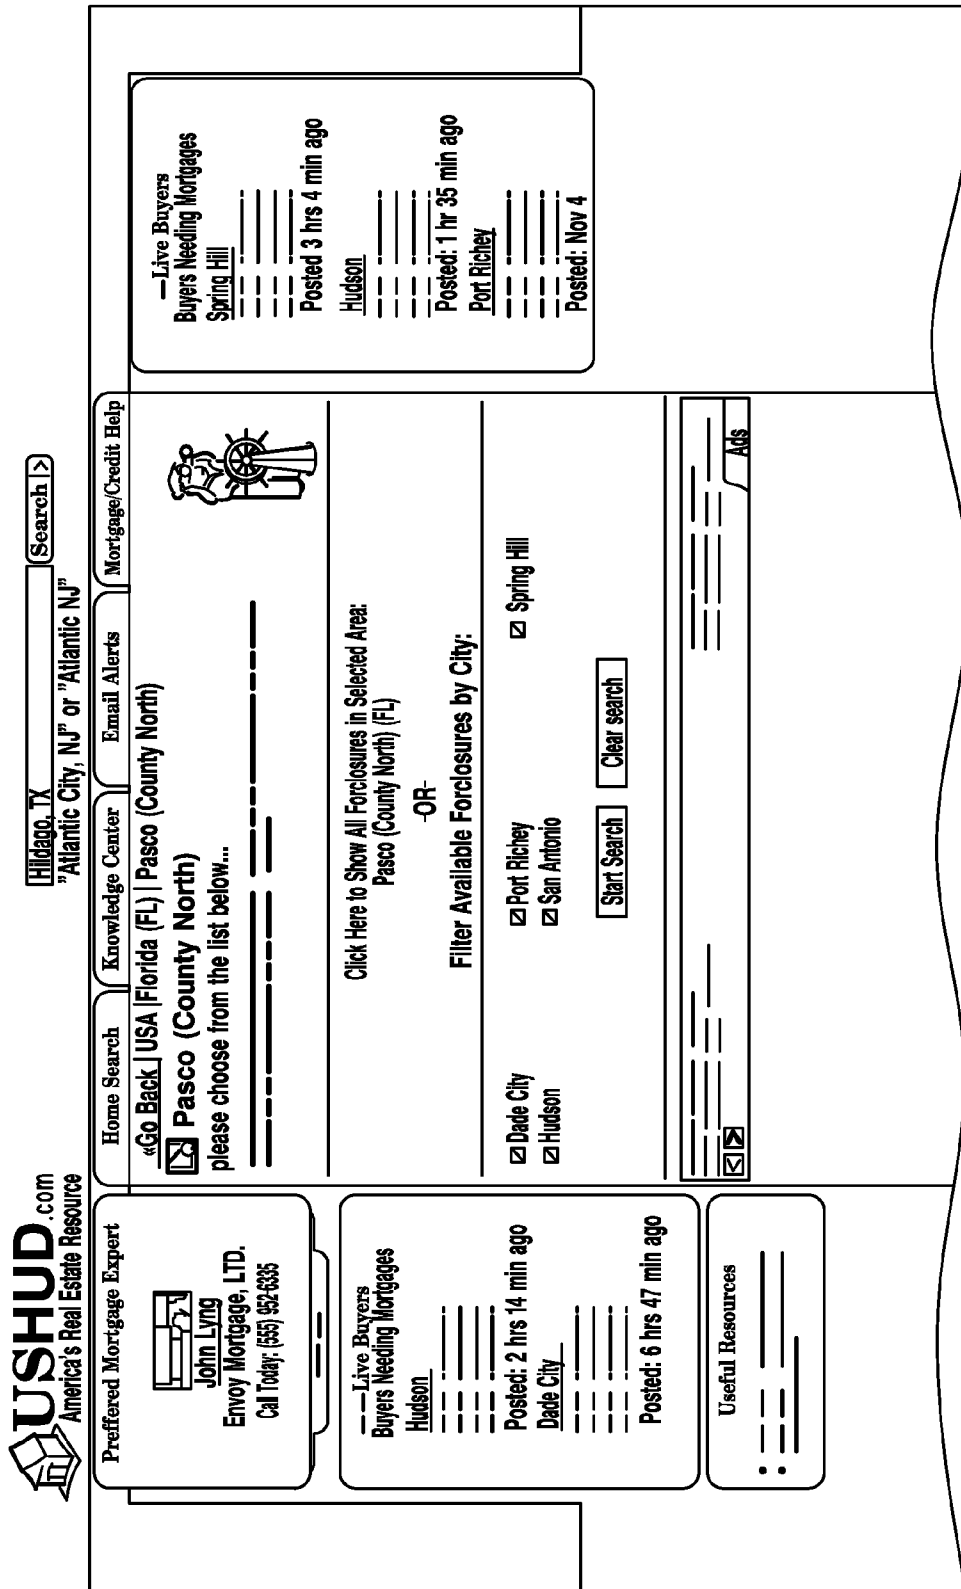 USHUD.com
America's Real Estate Resource
Hildago, TX
Search >
"Atlantic City, NJ" or "Atlantic NJ"
Home Search
Knowledge Center
Email Alerts
Mortgage/Credit Help
Preffered Mortgage Expert
John Lyng
Envoy Mortgage, LTD.
Call Today: (555) 952-6335
—Live Buyers
Buyers Needing Mortgages
Hudson
Posted: 2 hrs 14 min ago
Dade City
Posted: 6 hrs 47 min ago
Useful Resources
«Go Back | USA |Florida (FL) | Pasco (County North)
Pasco (County North)
please choose from the list below...
Click Here to Show All Forclosures in Selected Area:
Pasco (County North) (FL)
-OR-
Filter Available Forclosures by City:
Dade City
Port Richey
Spring Hill
Hudson
San Antonio
Start Search
Clear search
< >
Ads
—Live Buyers
Buyers Needing Mortgages
Spring Hill
Posted 3 hrs 4 min ago
Hudson
Posted: 1 hr 35 min ago
Port Richey
Posted: Nov 4